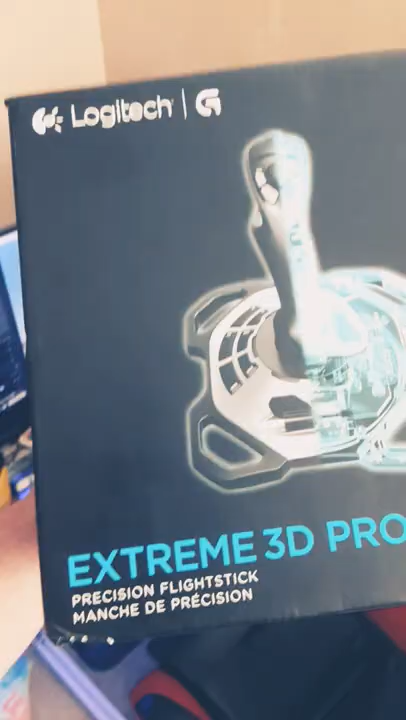 Logitech | G
EXTREME 3D PRO
PRECISION FLIGHTSTICK
MANCHE DE PRÉCISION